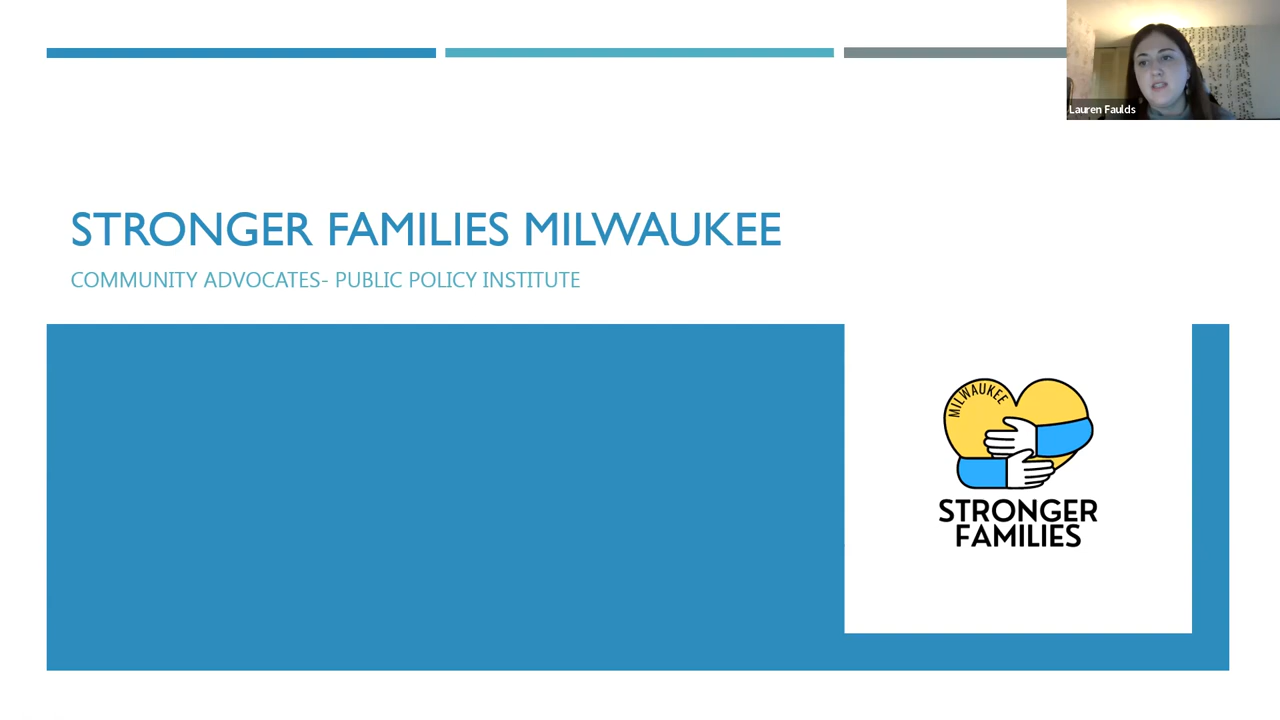 Lauren Faulds
STRONGER FAMILIES MILWAUKEE
COMMUNITY ADVOCATES- PUBLIC POLICY INSTITUTE
MILWAUKEE
STRONGER
FAMILIES